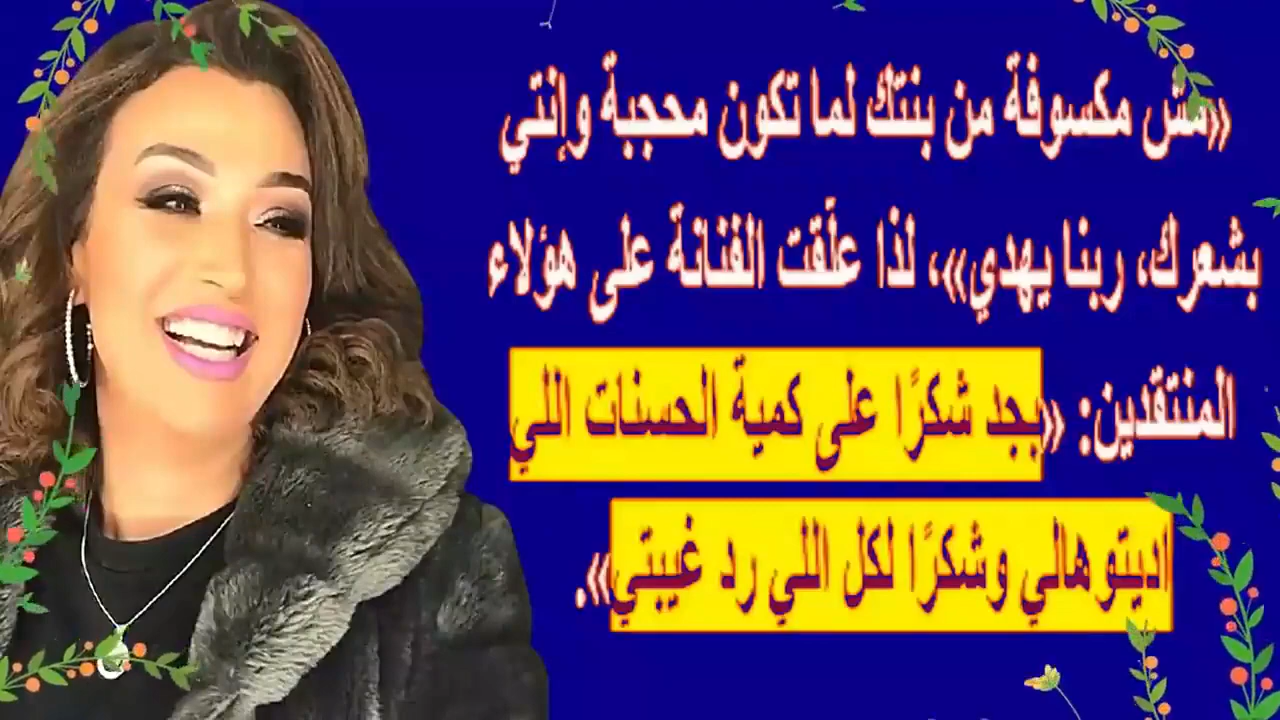 «مش مكسوفة من بنتك لما تكون محجبة وإنتي
بشعرك، ربنا يهدي»، لذا علّقت الفنانة على هؤلاء
المنتقدين: «بجد شكرًا على كمية الحسنات اللي
اديتوهالي وشكرًا لكل اللي رد غيبتي».